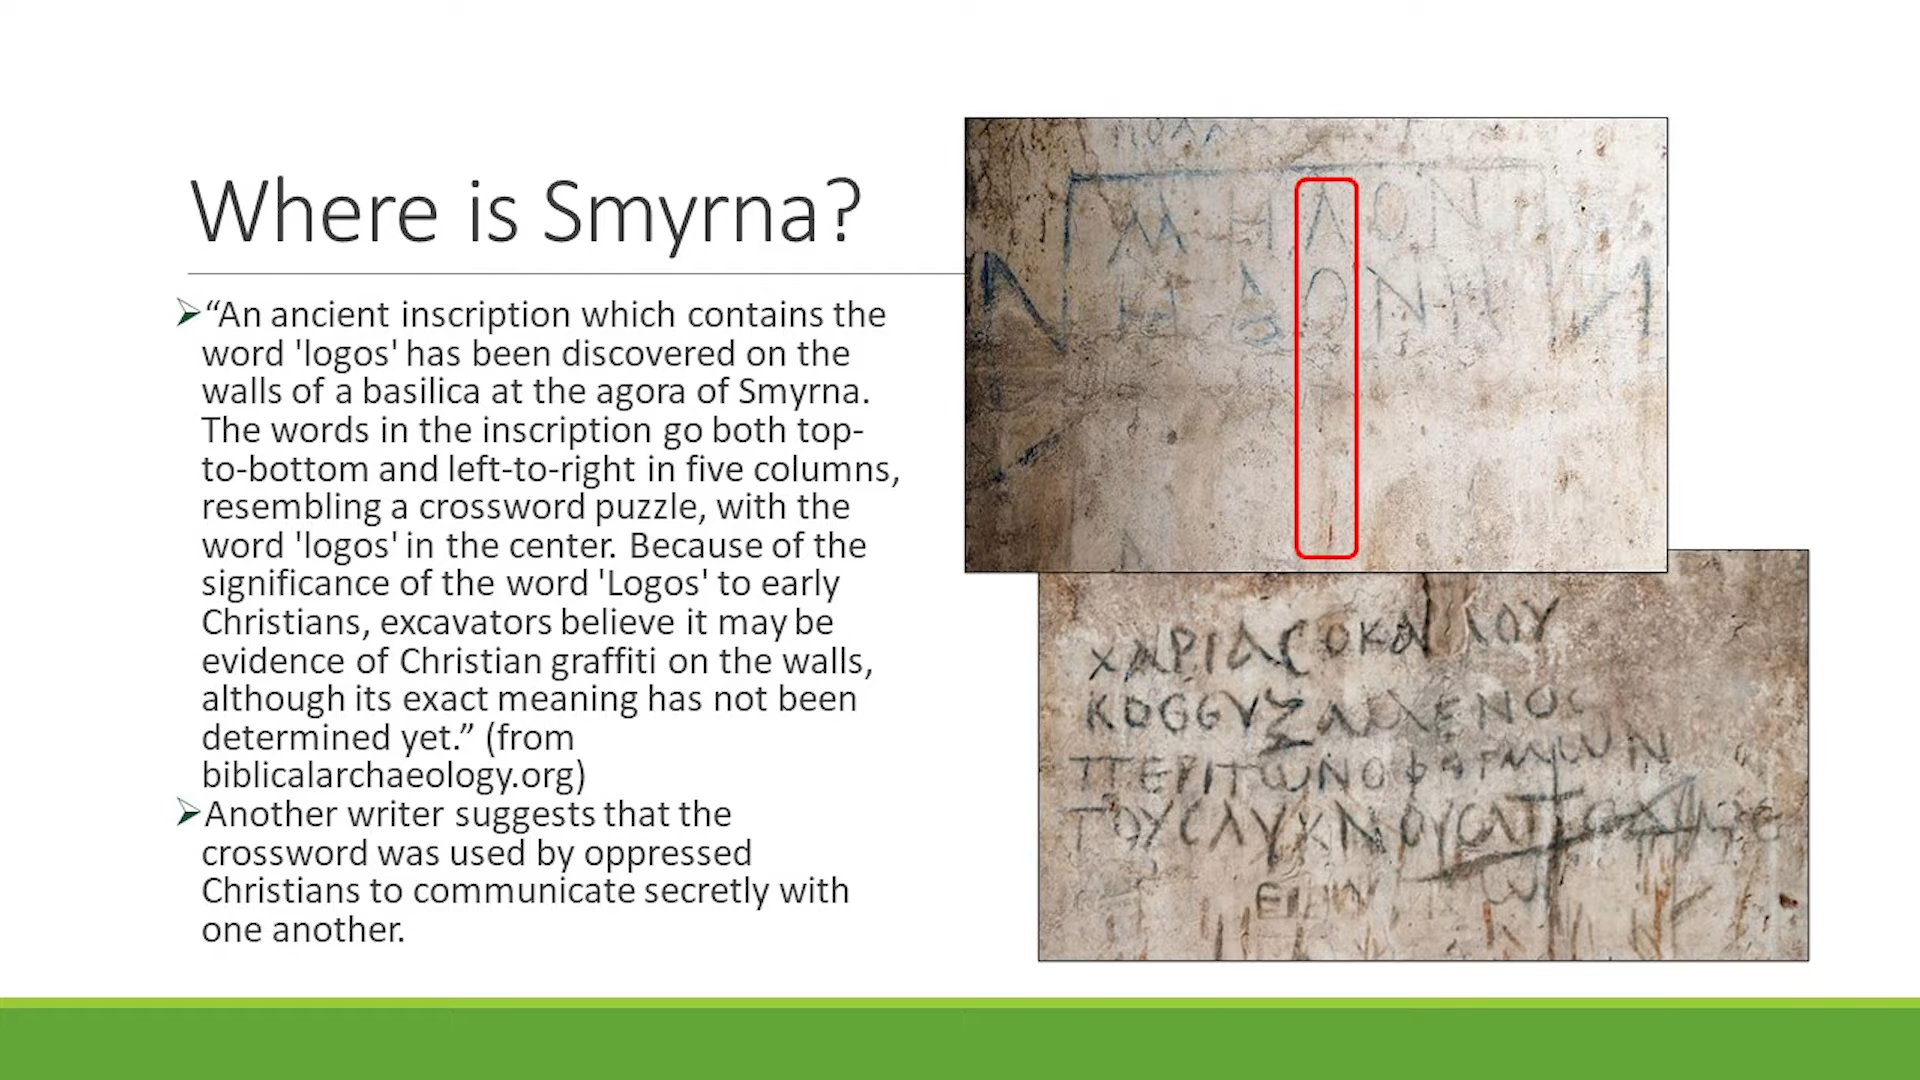 Where is Smyrna?
“An ancient inscription which contains the
word 'logos' has been discovered on the
walls of a basilica at the agora of Smyrna.
The words in the inscription go both top-
to-bottom and left-to-right in five columns,
resembling a crossword puzzle, with the
word 'logos' in the center. Because of the
significance of the word 'Logos' to early
Christians, excavators believe it may be
evidence of Christian graffiti on the walls,
although its exact meaning has not been
determined yet.” (from
biblicalarchaeology.org)
Another writer suggests that the
crossword was used by oppressed
Christians to communicate secretly with
one another.
ΜΗΛΟΝ
ΗΔΟΝΗ